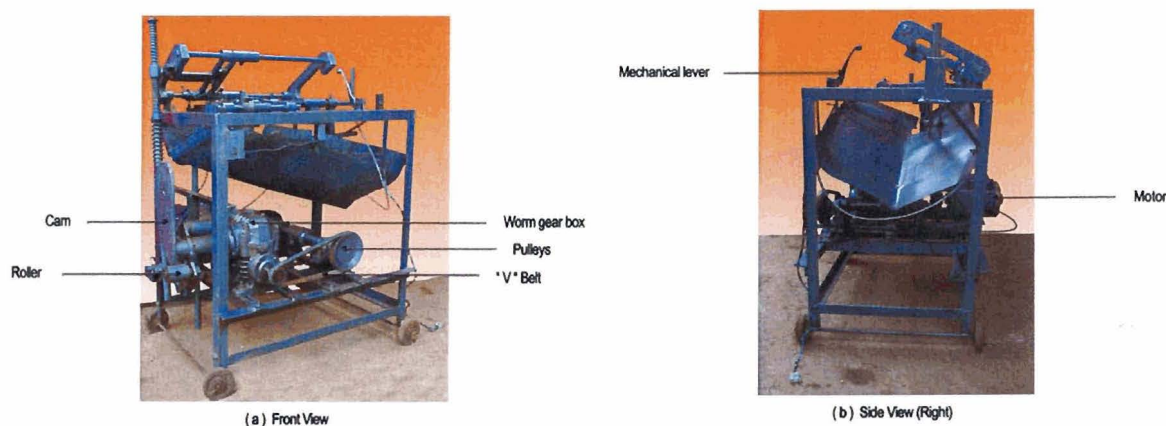 Cam
Roller
Worm gear box
Pulleys
" V " Belt
( a ) Front View
Mechanical lever
Motor
( b ) Side View (Right)